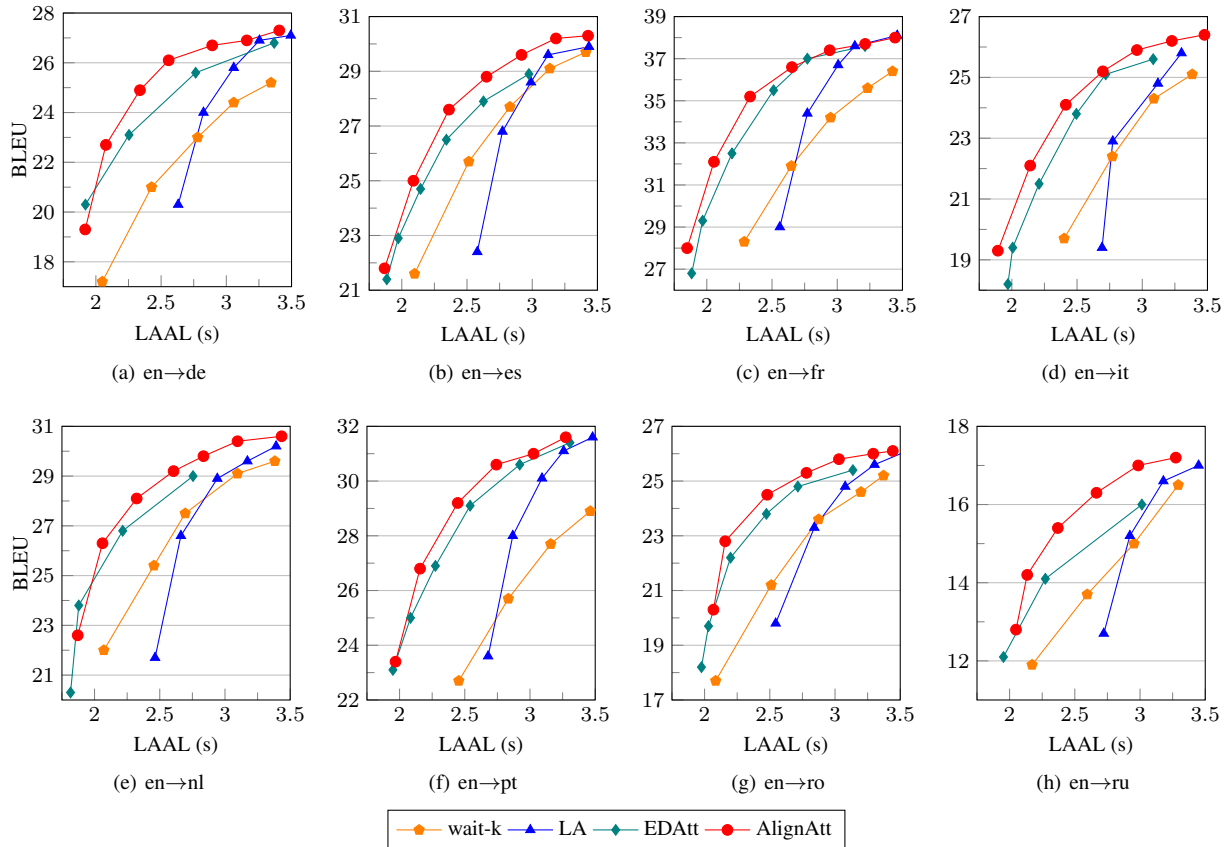 BLEU
28
26
24
22
20
18
2 2.5 3 3.5
LAAL (s)
(a) en→de
31
29
27
25
23
21
2 2.5 3 3.5
LAAL (s)
(b) en→es
39
37
35
33
31
29
27
2 2.5 3 3.5
LAAL (s)
(c) en→fr
27
25
23
21
19
2 2.5 3 3.5
LAAL (s)
(d) en→it
BLEU
31
29
27
25
23
21
2 2.5 3 3.5
LAAL (s)
(e) en→nl
32
30
28
26
24
22
2 2.5 3 3.5
LAAL (s)
(f) en→pt
27
25
23
21
19
17
2 2.5 3 3.5
LAAL (s)
(g) en→ro
18
16
14
12
2 2.5 3 3.5
LAAL (s)
(h) en→ru
wait-k LA EDAtt AlignAtt